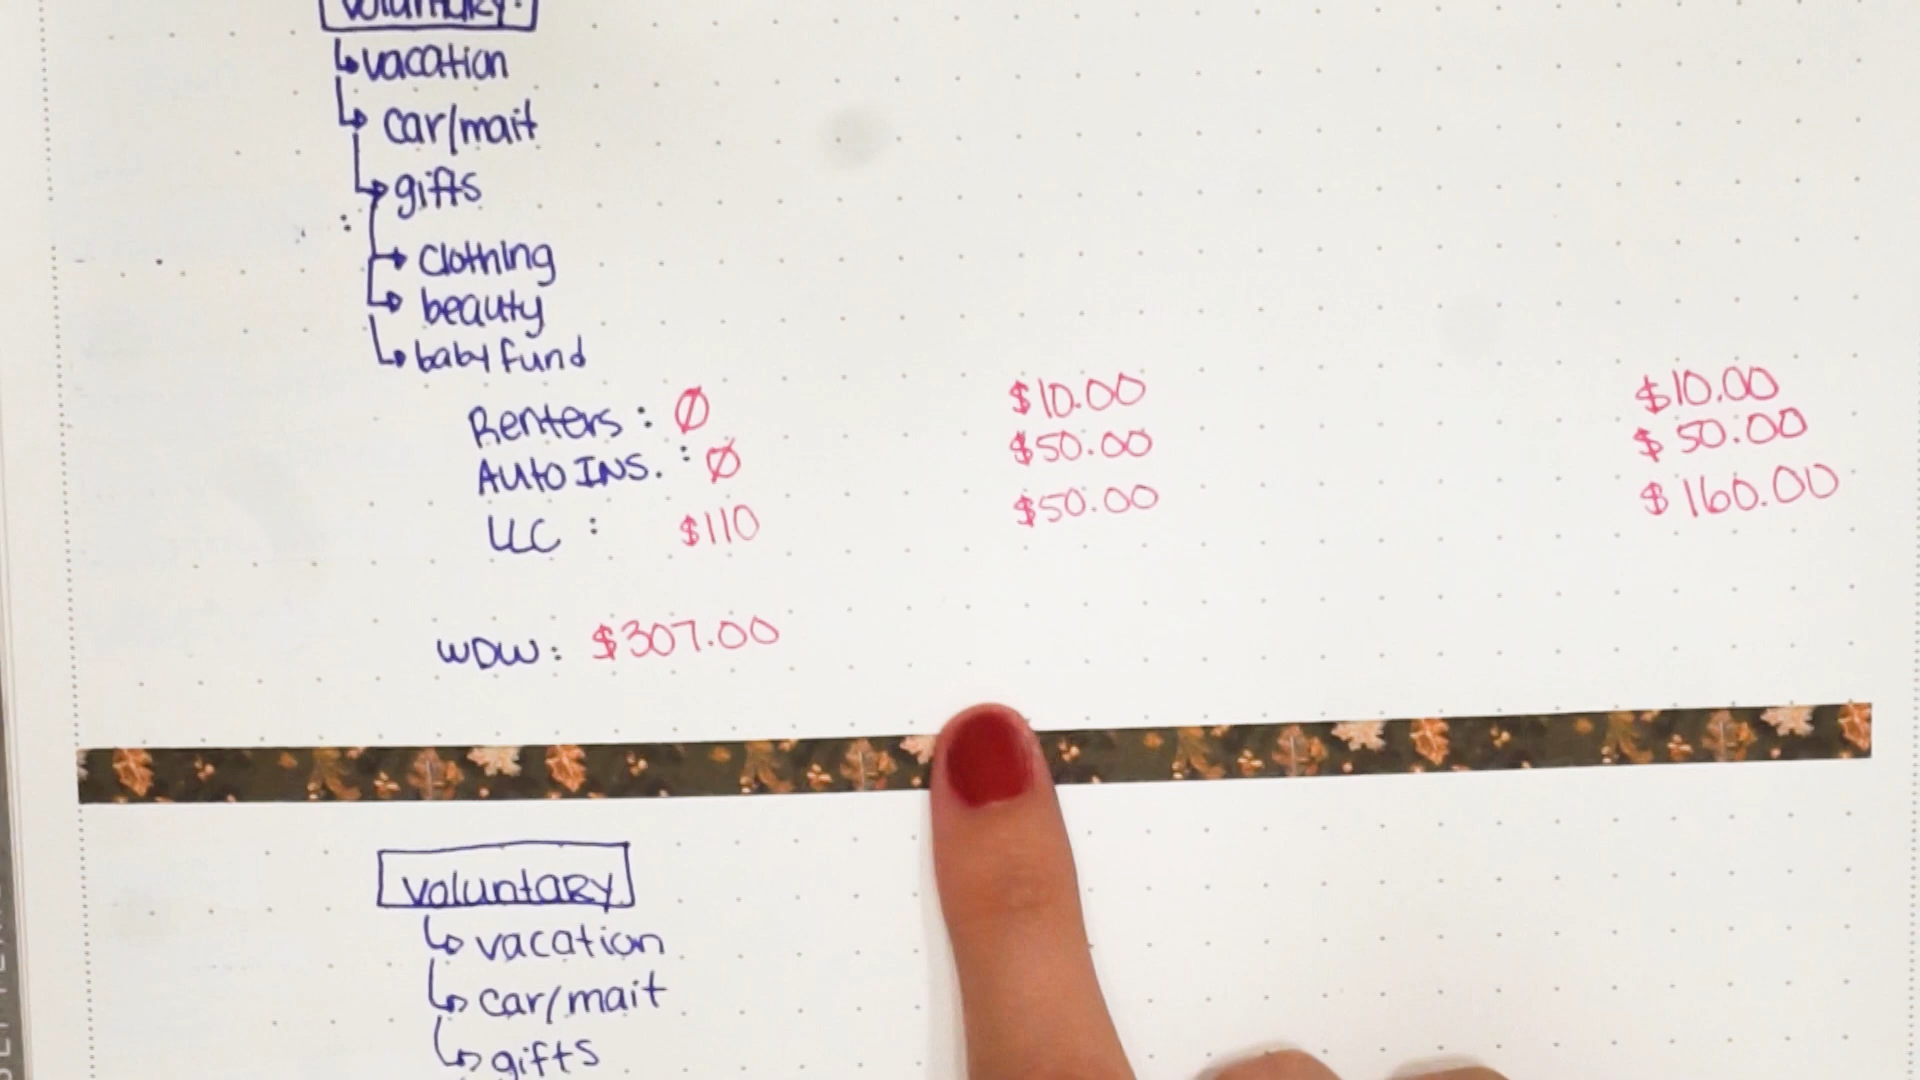 voluntary:
vacation
car/mait
gifts
clothing
beauty
baby fund
Renters: Ø $10.00 $10.00
Auto INS. : Ø $50.00 $50.00
LLC : $110 $50.00 $160.00
WDW: $307.00
voluntary
vacation
car/mait
gifts